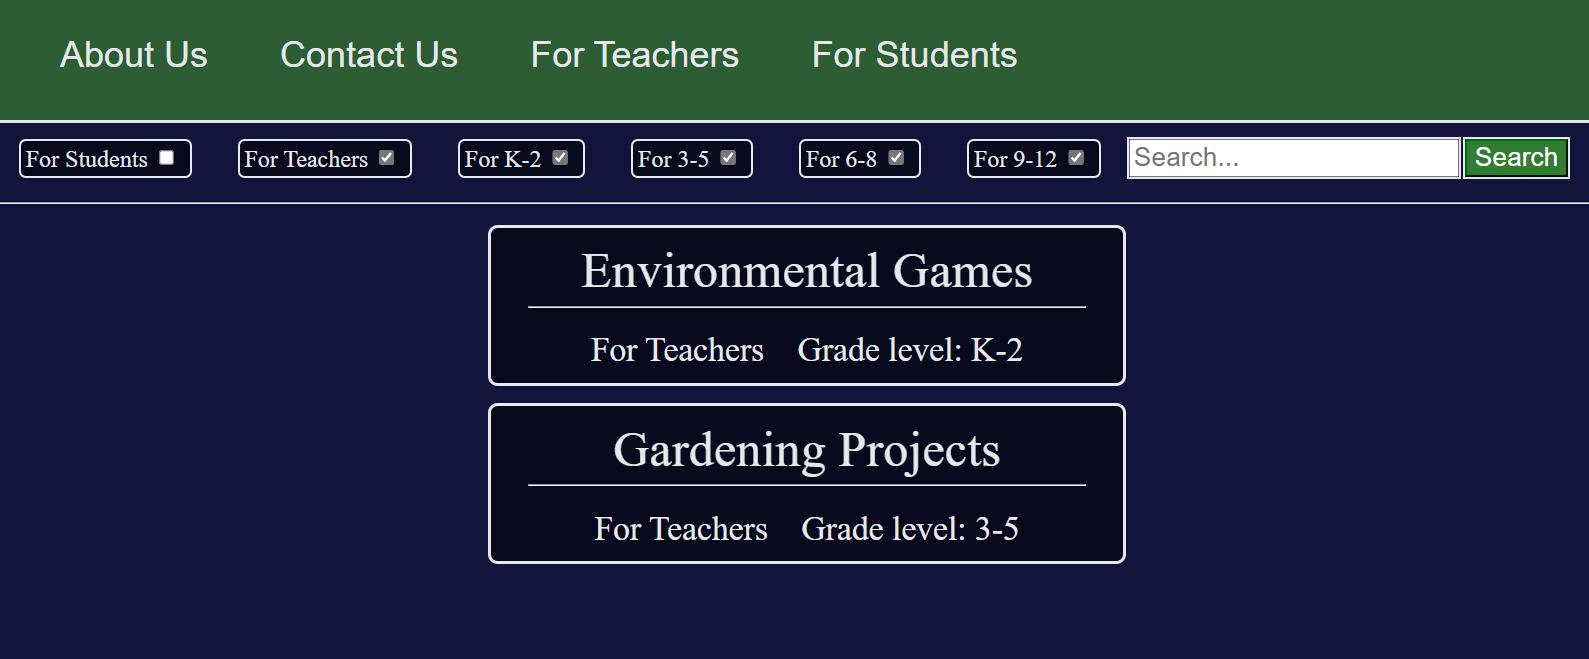 About Us Contact Us For Teachers For Students
For Students For Teachers For K-2 For 3-5 For 6-8 For 9-12 Search... Search
Environmental Games
For Teachers Grade level: K-2
Gardening Projects
For Teachers Grade level: 3-5